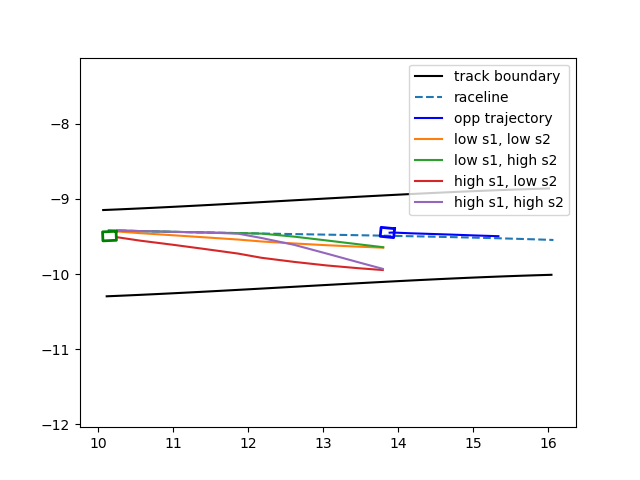 track boundary
raceline
opp trajectory
low s1, low s2
low s1, high s2
high s1, low s2
high s1, high s2
−8
−9
−10
−11
−12
10 11 12 13 14 15 16